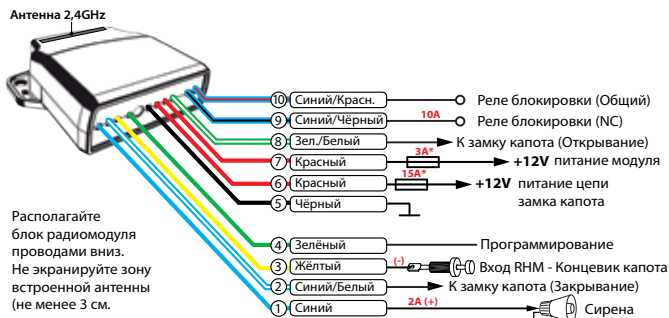 Антенна 2,4GHz
10 Синий/Красн. Реле блокировки (Общий)
9 Синий/Чёрный 10A Реле блокировки (NC)
8 Зел./Белый К замку капота (Открывание)
7 Красный 3A* +12V питание модуля
6 Красный 15A* +12V питание цепи
замка капота
5 Чёрный
Располагайте
блок радиомодуля
проводами вниз.
Не экранируйте зону
встроенной антенны
(не менее 3 см.
4 Зелёный Программирование
3 Жёлтый (-) Вход RHM - Концевик капота
2 Синий/Белый К замку капота (Закрывание)
1 Синий 2A (+) Сирена